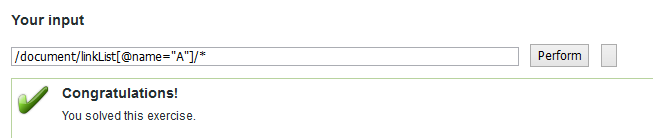 Your input
/document/linkList[@name="A"]/* Perform
Congratulations!
You solved this exercise.